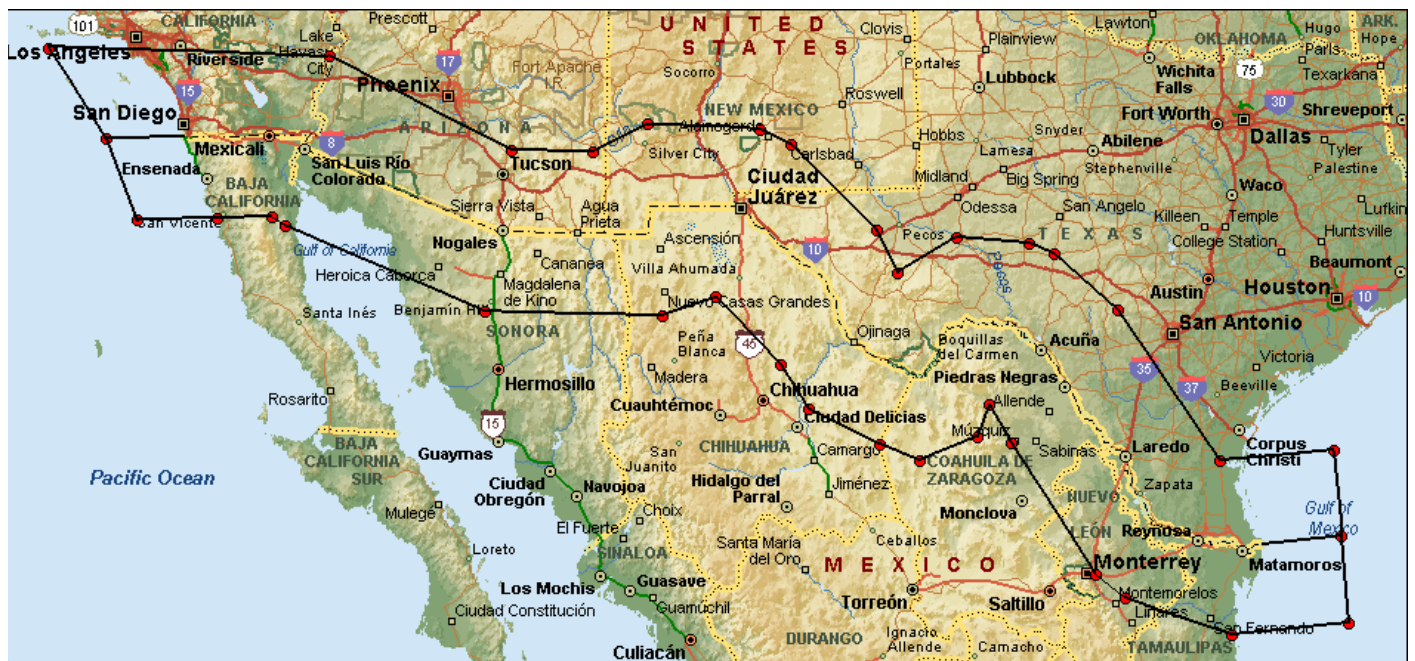 101
CALIFORNIA
Los Angeles
Riverside
Lake
Havasu
City
Prescott
17
Phoenix
Fort Apache
I.R.
UNITED
STATES
Socorro
Clovis
Portales
Plainview
Lubbock
Lawton
OKLAHOMA
Hugo
Paris
ARK.
Hope
Texarkana
Wichita
Falls
75
30
Shreveport
Fort Worth
Dallas
15
San Diego
ARIZONA
8
Mexicali
San Luis Río
Colorado
Ensenada
BAJA
CALIFORNIA
Tucson
NEW MEXICO
Alamogordo
Silver City
Roswell
Carlsbad
Hobbs
Snyder
Lamesa
Abilene
Stephenville
Tyler
Palestine
Ciudad
Juárez
Midland
Big Spring
Odessa
San Angelo
Waco
Killeen
Temple
Lufkin
College Station
Huntsville
Beaumont
TEXAS
Pecos
Pecos
10
Austin
Houston
10
San Vicente
Gulf of California
Sierra Vista
Agua
Prieta
Nogales
Cananea
Heroica Caborca
Magdalena
de Kino
Benjamín Hill
SONORA
Ascensión
Villa Ahumada
Nuevo Casas Grandes
Peña
Blanca
45
Ojinaga
Boquillas
del Carmen
Acuña
San Antonio
35
37
Victoria
Beeville
Santa Inés
Hermosillo
Madera
Chihuahua
Cuauhtémoc
Ciudad Delicias
Piedras Negras
Allende
Rosarito
15
Guaymas
BAJA
CALIFORNIA
SUR
CHIHUAHUA
Camargo
Múzquiz
Sabinas
COAHUILA DE
ZARAGOZA
Laredo
Corpus
Christi
Pacific Ocean
Ciudad
Obregón
Navojoa
San
Juanito
Hidalgo del
Parral
Jiménez
Monclova
NUEVO
LEÓN
Zapata
Gulf of
Mexico
Mulegé
Loreto
El Fuerte
Choix
SINALOA
Santa María
del Oro
Ceballos
Reynosa
Matamoros
MEXICO
Monterrey
Los Mochis
Guasave
Guamuchil
Ciudad Constitución
Torreón
Saltillo
Montemorelos
Linares
San Fernando
Culiacán
DURANGO
Ignacio
Allende
Camacho
TAMAULIPAS